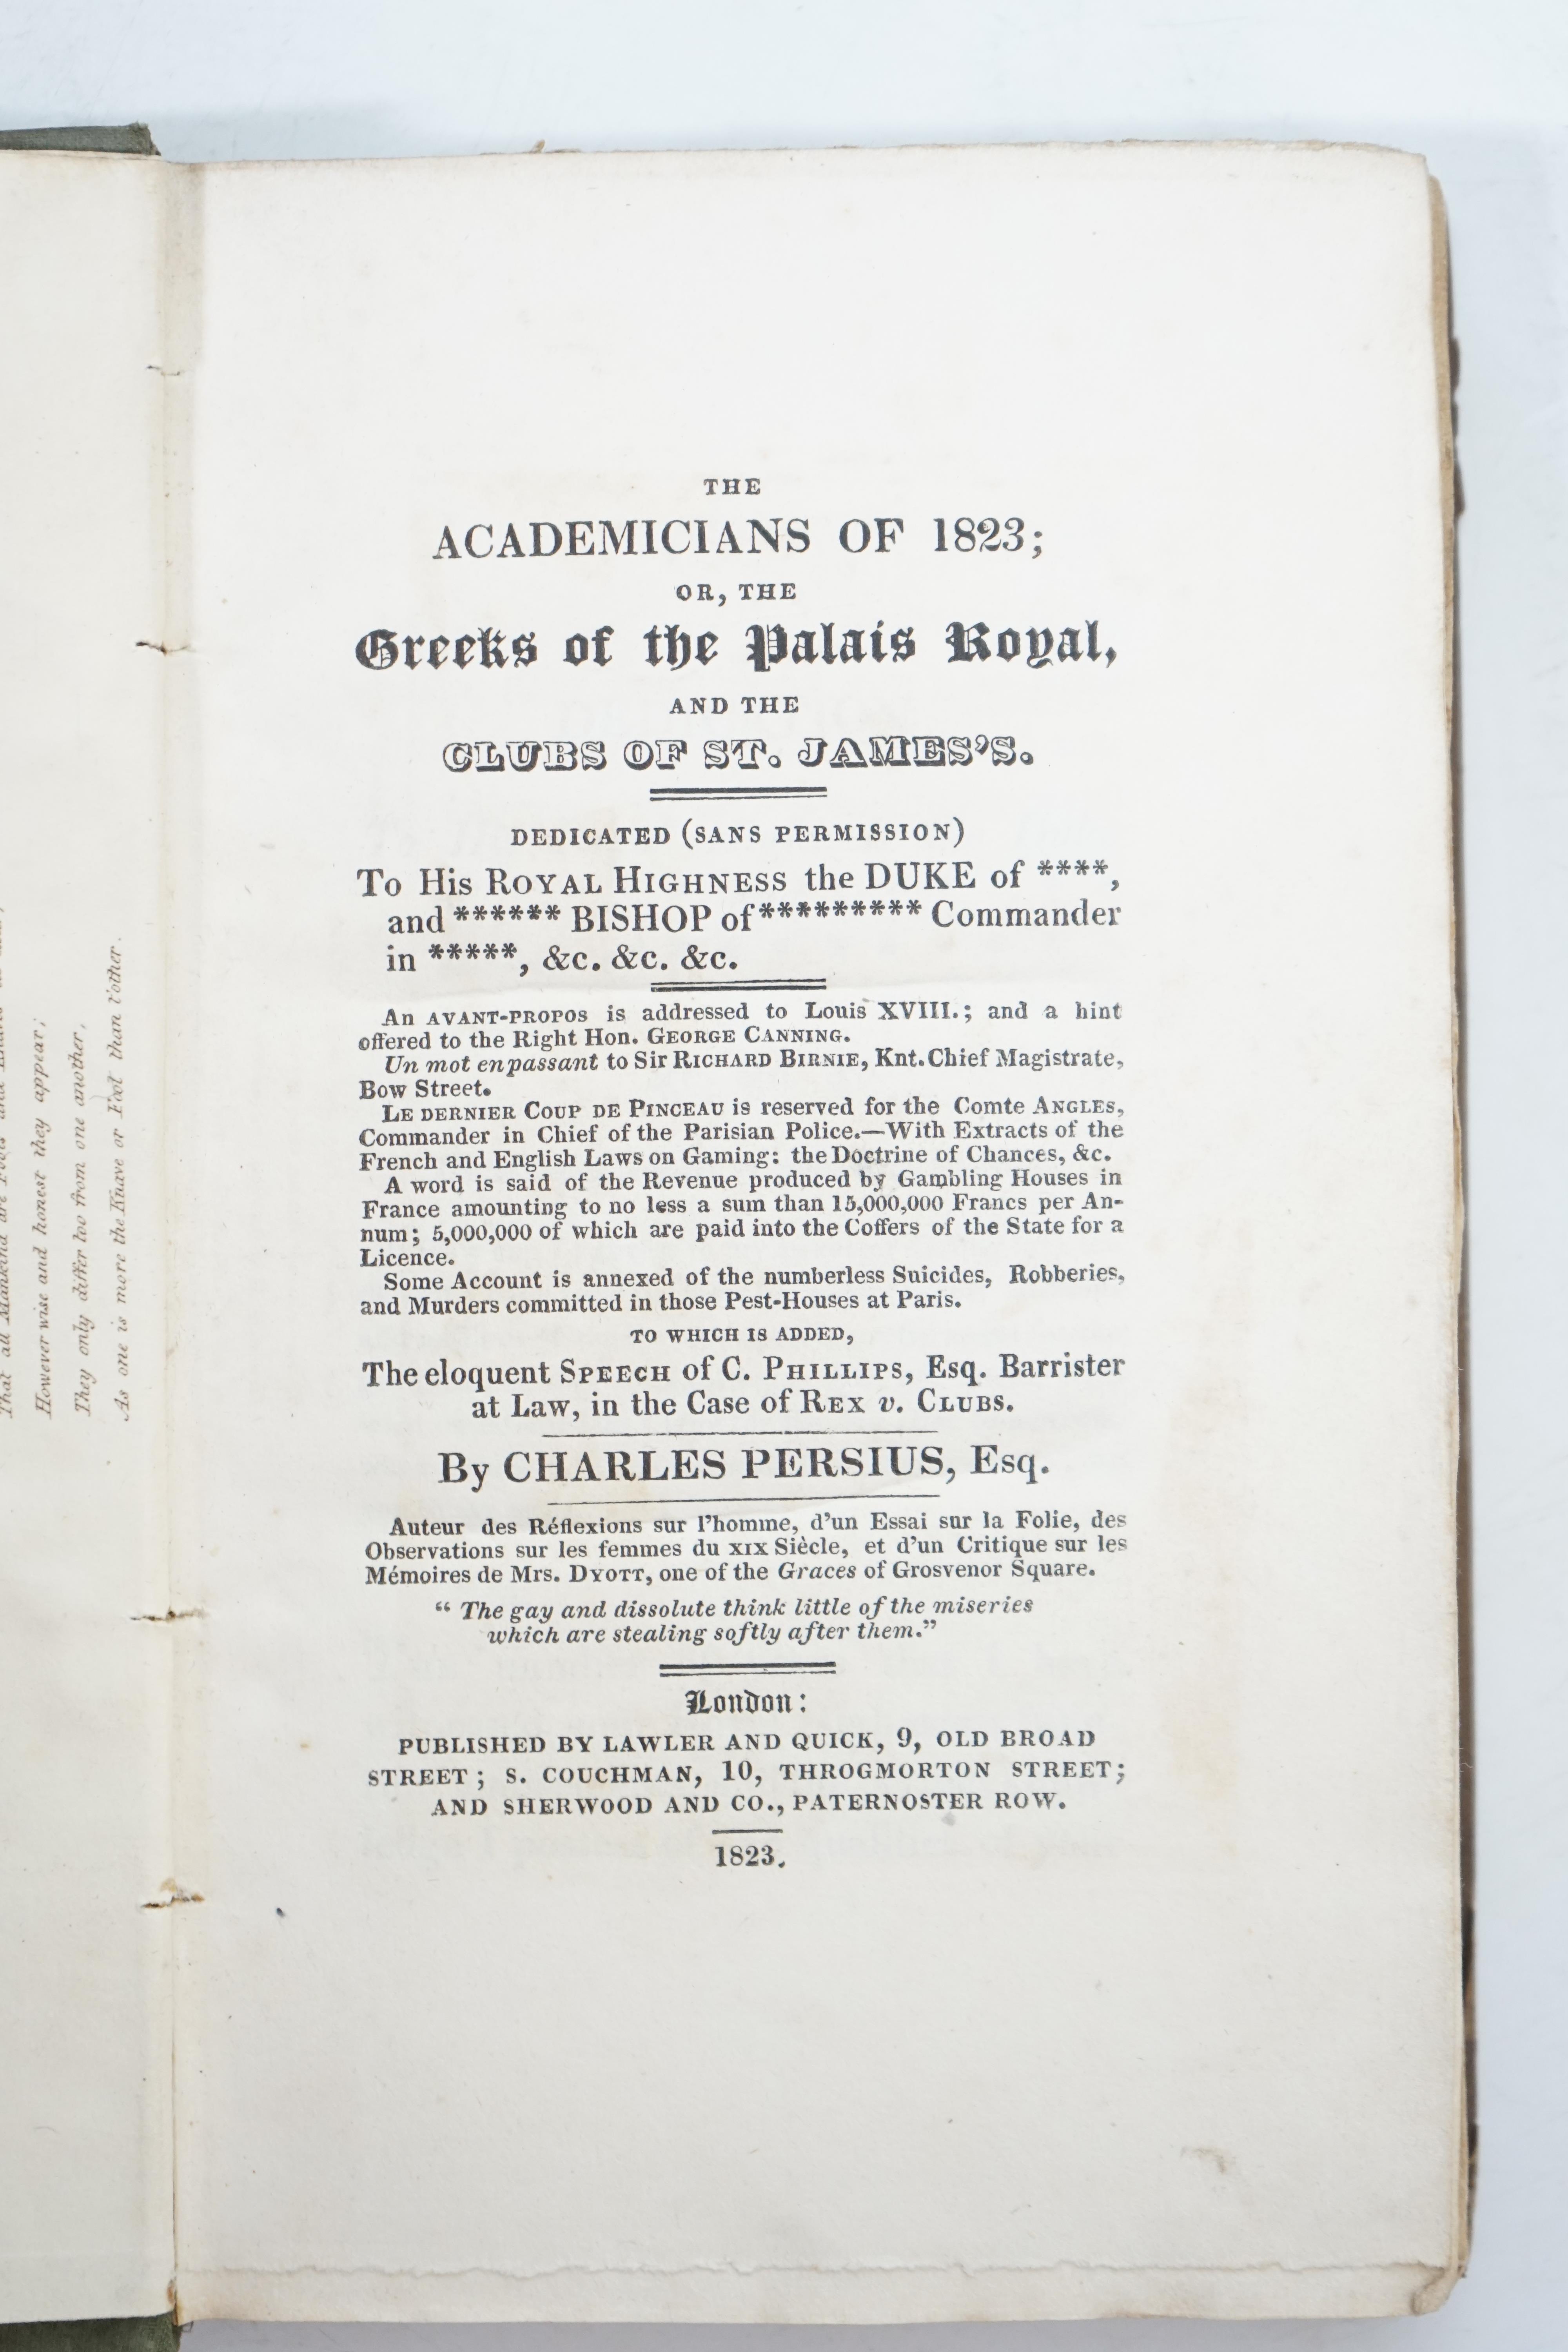 However wise and honest they appear;
They only differ too from one another,
As one is more the Knave or Fool than t'other.
THE
ACADEMICIANS OF 1823;
OR, THE
Greeks of the Palais Royal,
AND THE
CLUBS OF ST. JAMES'S.
DEDICATED (SANS PERMISSION)
To His ROYAL HIGHNESS the DUKE of ****,
and ****** BISHOP of ********* Commander
in *****, &c. &c. &c.
An AVANT-PROPOS is addressed to Louis XVIII.; and a hint
offered to the Right Hon. GEORGE CANNING.
Un mot en passant to Sir RICHARD BIRNIE, Knt. Chief Magistrate,
Bow Street.
LE DERNIER COUP DE PINCEAU is reserved for the Comte ANGLES,
Commander in Chief of the Parisian Police.—With Extracts of the
French and English Laws on Gaming: the Doctrine of Chances, &c.
A word is said of the Revenue produced by Gambling Houses in
France amounting to no less a sum than 15,000,000 Francs per An-
num; 5,000,000 of which are paid into the Coffers of the State for a
Licence.
Some Account is annexed of the numberless Suicides, Robberies,
and Murders committed in those Pest-Houses at Paris.
TO WHICH IS ADDED,
The eloquent SPEECH of C. PHILLIPS, Esq. Barrister
at Law, in the Case of REX v. CLUBS.
By CHARLES PERSIUS, Esq.
Auteur des Réflexions sur l'homme, d'un Essai sur la Folie, des
Observations sur les femmes du XIX Siècle, et d'un Critique sur les
Mémoires de Mrs. DYOTT, one of the Graces of Grosvenor Square.
" The gay and dissolute think little of the miseries
which are stealing softly after them."
London:
PUBLISHED BY LAWLER AND QUICK, 9, OLD BROAD
STREET; S. COUCHMAN, 10, THROGMORTON STREET;
AND SHERWOOD AND CO., PATERNOSTER ROW.
1823.